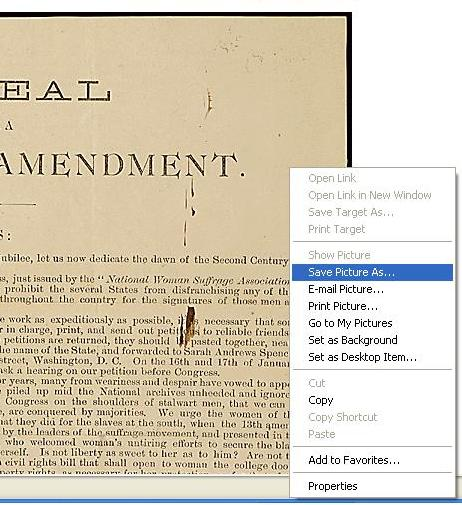 EAL
A
AMENDMENT.
S:
ubilee, let us now dedicate the dawn of the Second Century
ss, just issued by the "National Woman Suffrage Association
prohibit the several States from disfranchising any of
throughout the country for the signatures of those men a
e work as expeditiously as possible, it is necessary that so
r in charge, print, and send out petitions to reliable friends
petitions are returned, they should be pasted together, nea
the name of the State, and forwarded to Sarah Andrews Spenc
street, Washington, D. C. On the 16th and 17th of Janua
ask a hearing on our petition before Congress.
r years, many from weariness and despair have vowed to appe
e piled up mid the National archives unheeded and ignor
Congress on the shoulders of stalwart men, that we can
e, are conquered by majorities. We urge the women of th
hat they did for the slaves at the south, when the 13th amen
by the leaders of the suffrage movement, and presented in t
who welcomed woman's untiring efforts to secure the bla
erself. Is not liberty as sweet to her as to him? Are not t
civil rights bill that shall open to woman the college doo
Open Link
Open Link in New Window
Save Target As...
Print Target
Show Picture
Save Picture As...
E-mail Picture...
Print Picture...
Go to My Pictures
Set as Background
Set as Desktop Item...
Cut
Copy
Copy Shortcut
Paste
Add to Favorites...
Properties